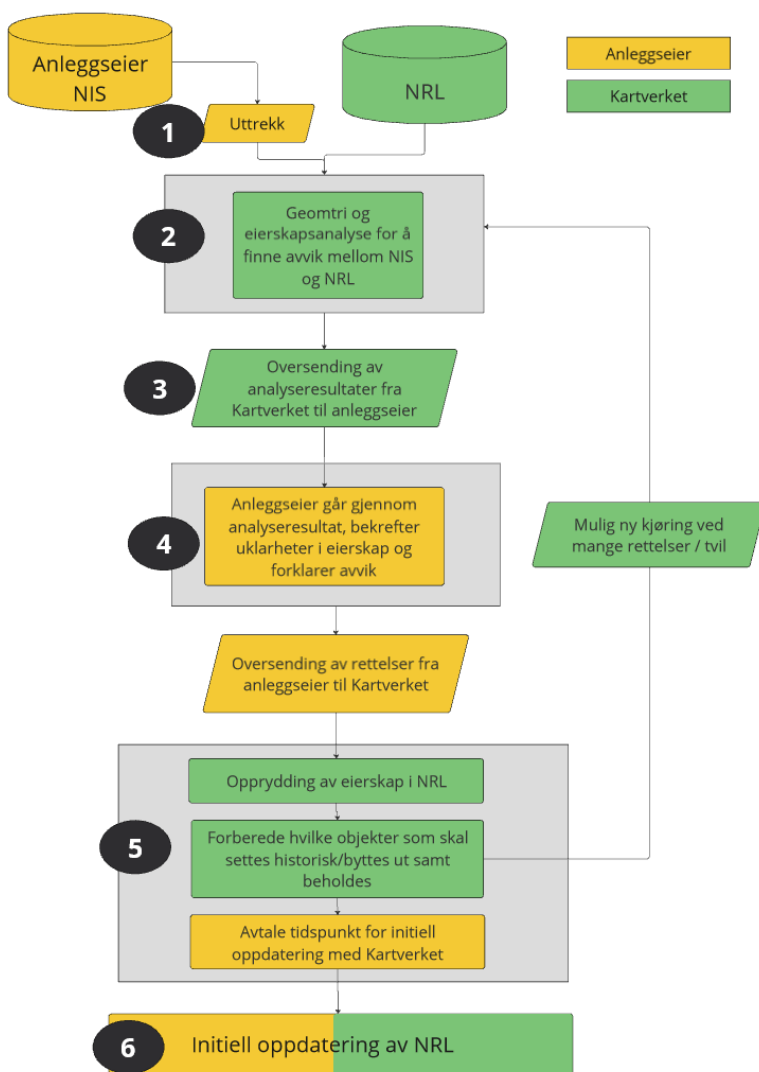 Anleggseier
NIS
NRL
Anleggseier
Kartverket
1
Uttrekk
2
Geomtri og
eierskapsanalyse for å
finne avvik mellom NIS
og NRL
3
Oversending av
analyseresultater fra
Kartverket til anleggseier
4
Anleggseier går gjennom
analyseresultat, bekrefter
uklarheter i eierskap og
forklarer avvik
Mulig ny kjøring ved
mange rettelser / tvil
Oversending av rettelser fra
anleggseier til Kartverket
5
Opprydding av eierskap i NRL
Forberede hvilke objekter som skal
settes historisk/byttes ut samt
beholdes
Avtale tidspunkt for initiell
oppdatering med Kartverket
6
Initiell oppdatering av NRL